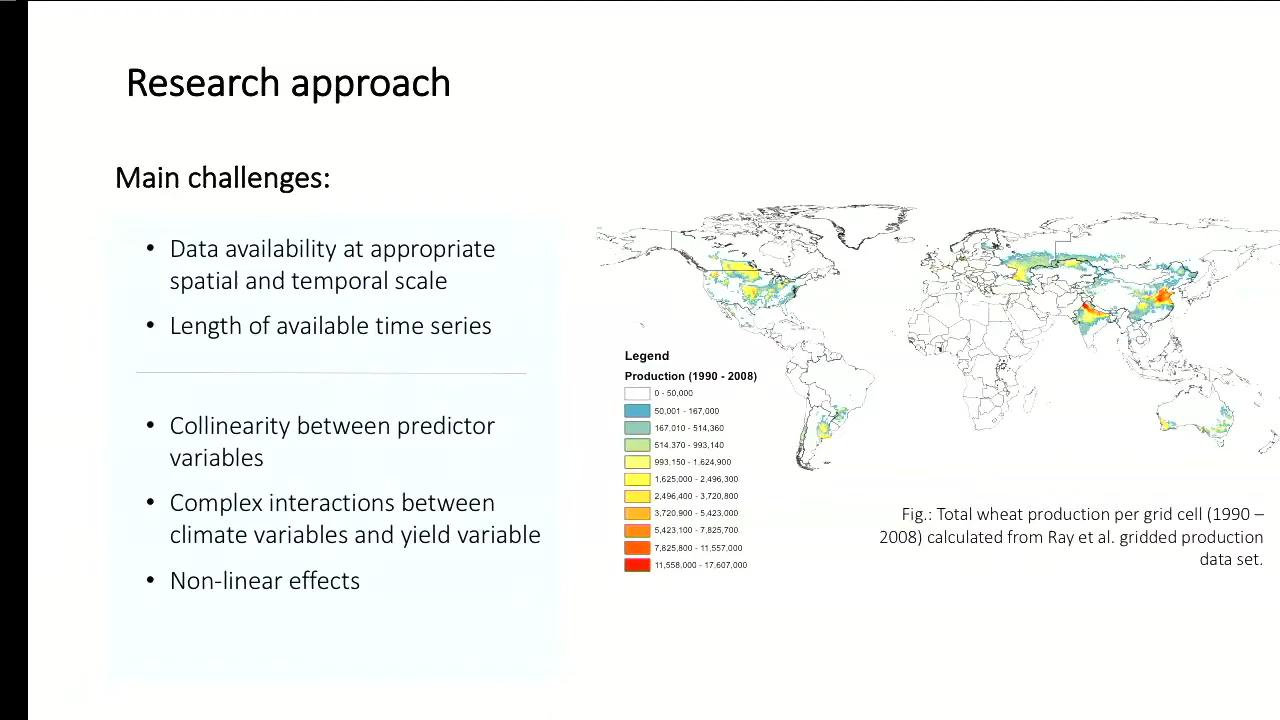 Research approach
Main challenges:
• Data availability at appropriate
spatial and temporal scale
• Length of available time series
• Collinearity between predictor
variables
• Complex interactions between
climate variables and yield variable
• Non-linear effects
Legend
Production (1990 - 2008)
0 - 50,000
50,001 - 167,000
167,010 - 514,360
514,370 - 993,140
993,150 - 1,624,900
1,625,000 - 2,496,300
2,496,400 - 3,720,800
3,720,900 - 5,423,000
5,423,100 - 7,825,700
7,825,800 - 11,557,000
11,558,000 - 17,607,000
Fig.: Total wheat production per grid cell (1990 –
2008) calculated from Ray et al. gridded production
data set.